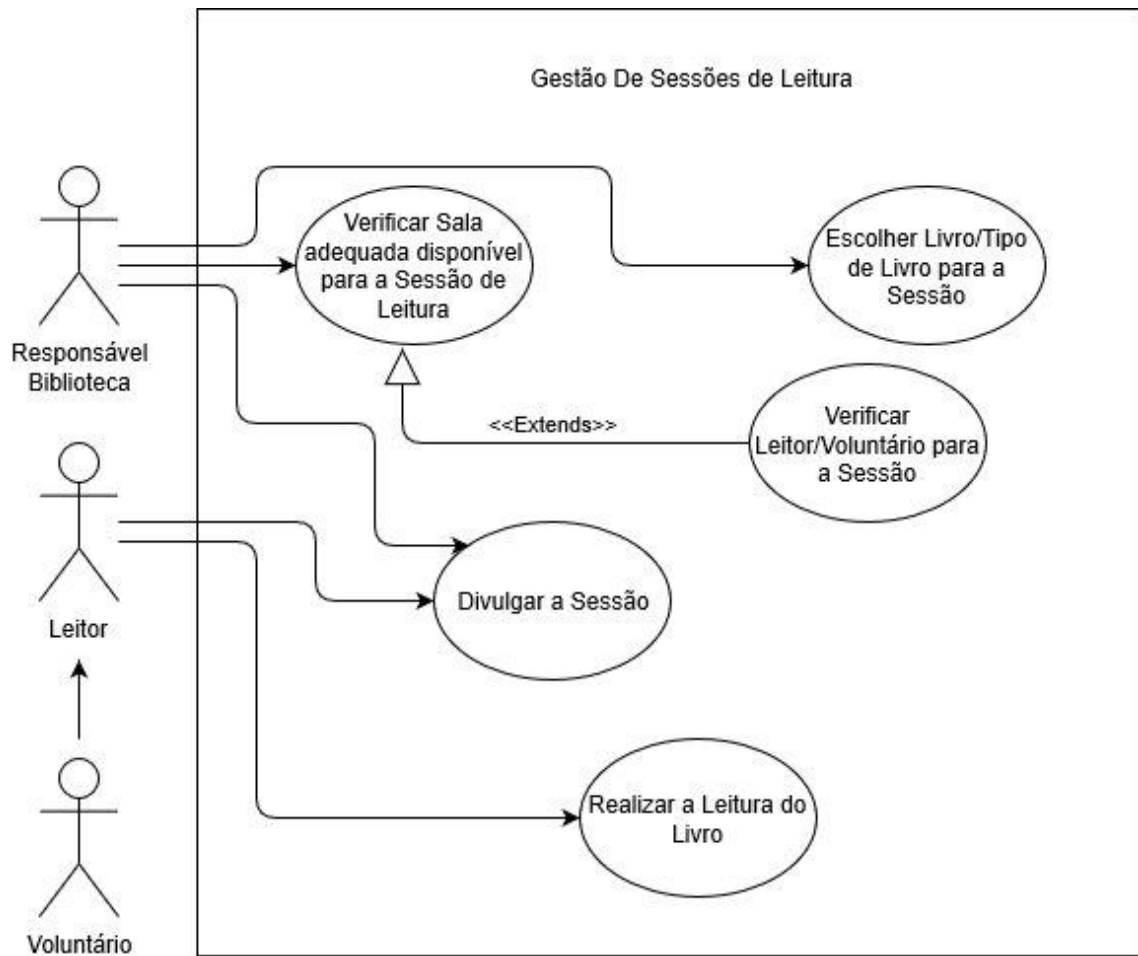 Gestão De Sessões de Leitura
Verificar Sala
adequada disponível
para a Sessão de
Leitura
Escolher Livro/Tipo
de Livro para a
Sessão
Responsável
Biblioteca
<<Extends>>
Verificar
Leitor/Voluntário para
a Sessão
Divulgar a Sessão
Leitor
Realizar a Leitura do
Livro
Voluntário